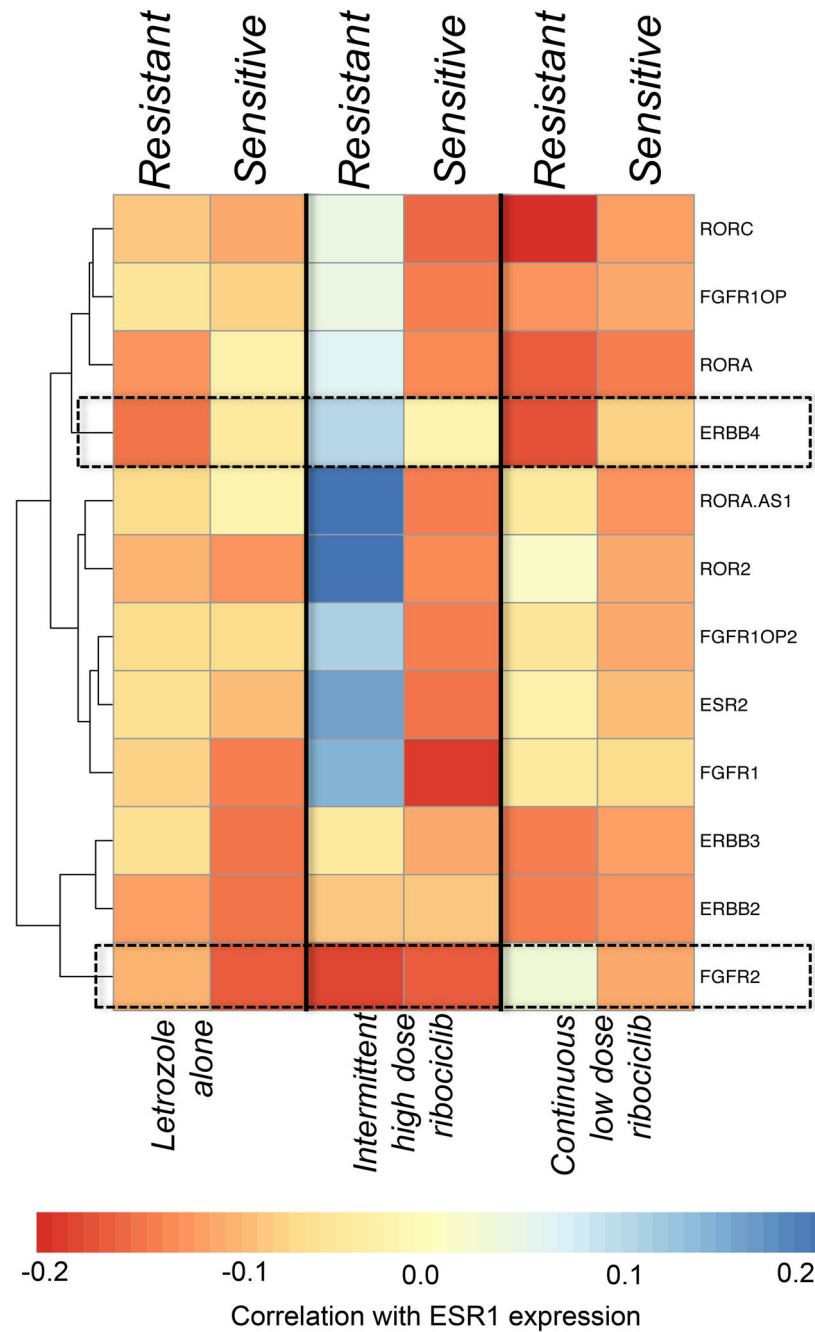 Resistant
Sensitive
Resistant
Sensitive
Resistant
Sensitive
RORC
FGFR1OP
RORA
ERBB4
RORA.AS1
ROR2
FGFR1OP2
ESR2
FGFR1
ERBB3
ERBB2
FGFR2
Letrozole
alone
Intermittent
high dose
ribociclib
Continuous
low dose
ribociclib
-0.2 -0.1 0.0 0.1 0.2
Correlation with ESR1 expression